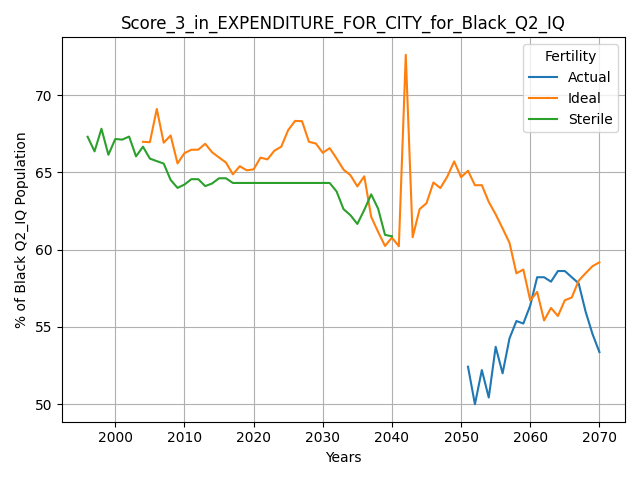 Score_3_in_EXPENDITURE_FOR_CITY_for_Black_Q2_IQ
Fertility
Actual
Ideal
Sterile
% of Black Q2_IQ Population
70
65
60
55
50
2000 2010 2020 2030 2040 2050 2060 2070
Years